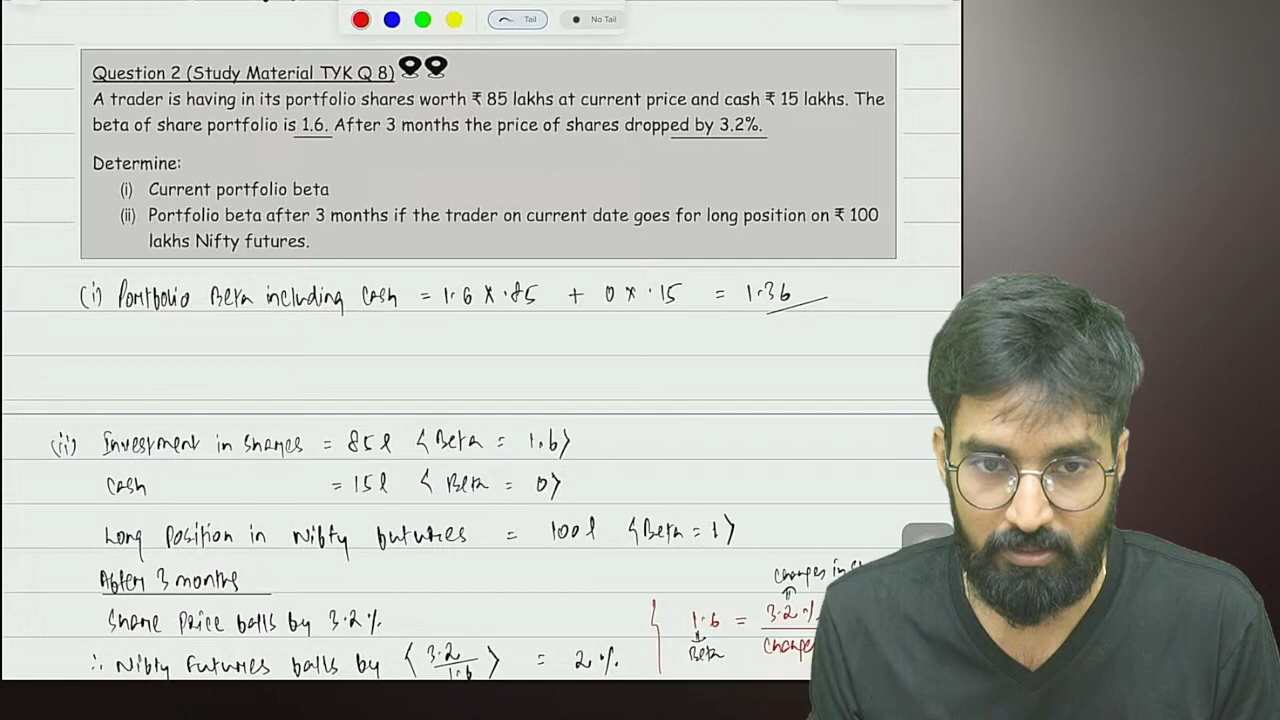 Tail
No Tail
Question 2 (Study Material TYK Q 8)
A trader is having in its portfolio shares worth ₹ 85 lakhs at current price and cash ₹ 15 lakhs. The
beta of share portfolio is 1.6. After 3 months the price of shares dropped by 3.2%.
Determine:
(i) Current portfolio beta
(ii) Portfolio beta after 3 months if the trader on current date goes for long position on ₹ 100
lakhs Nifty futures.
(i) Portfolio Beta including cash = 1.6 × .85 + 0 × .15 = 1.36
(ii) Investment in shares = 85l {Beta = 1.6}
Cash = 15l {Beta = 0}
Long Position in Nifty futures = 100l {Beta = 1}
After 3 months
Share Price falls by 3.2%
∴ Nifty Futures falls by {3.2/1.6} = 2%
changes in
1.6 = 3.2%
Beta
Changes